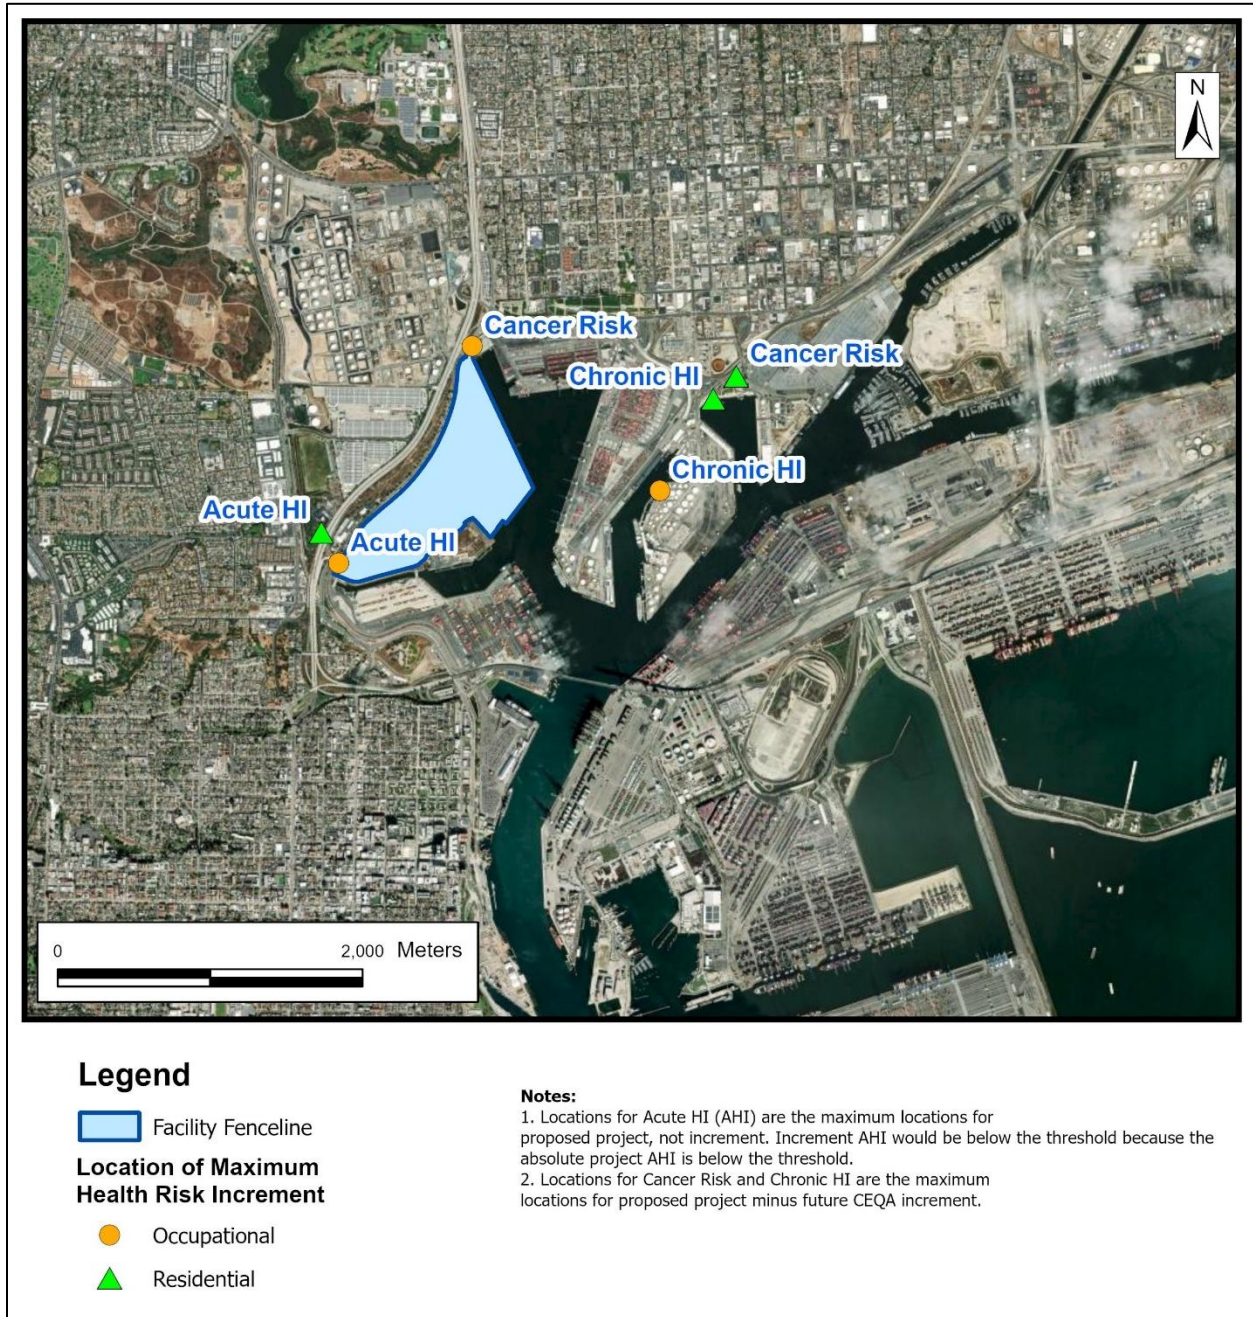 N
Cancer Risk
Cancer Risk
Chronic HI
Chronic HI
Acute HI
Acute HI
0 2,000 Meters
Legend
Facility Fenceline
Location of Maximum
Health Risk Increment
Occupational
Residential
Notes:
1. Locations for Acute HI (AHI) are the maximum locations for
proposed project, not increment. Increment AHI would be below the threshold because the
absolute project AHI is below the threshold.
2. Locations for Cancer Risk and Chronic HI are the maximum
locations for proposed project minus future CEQA increment.